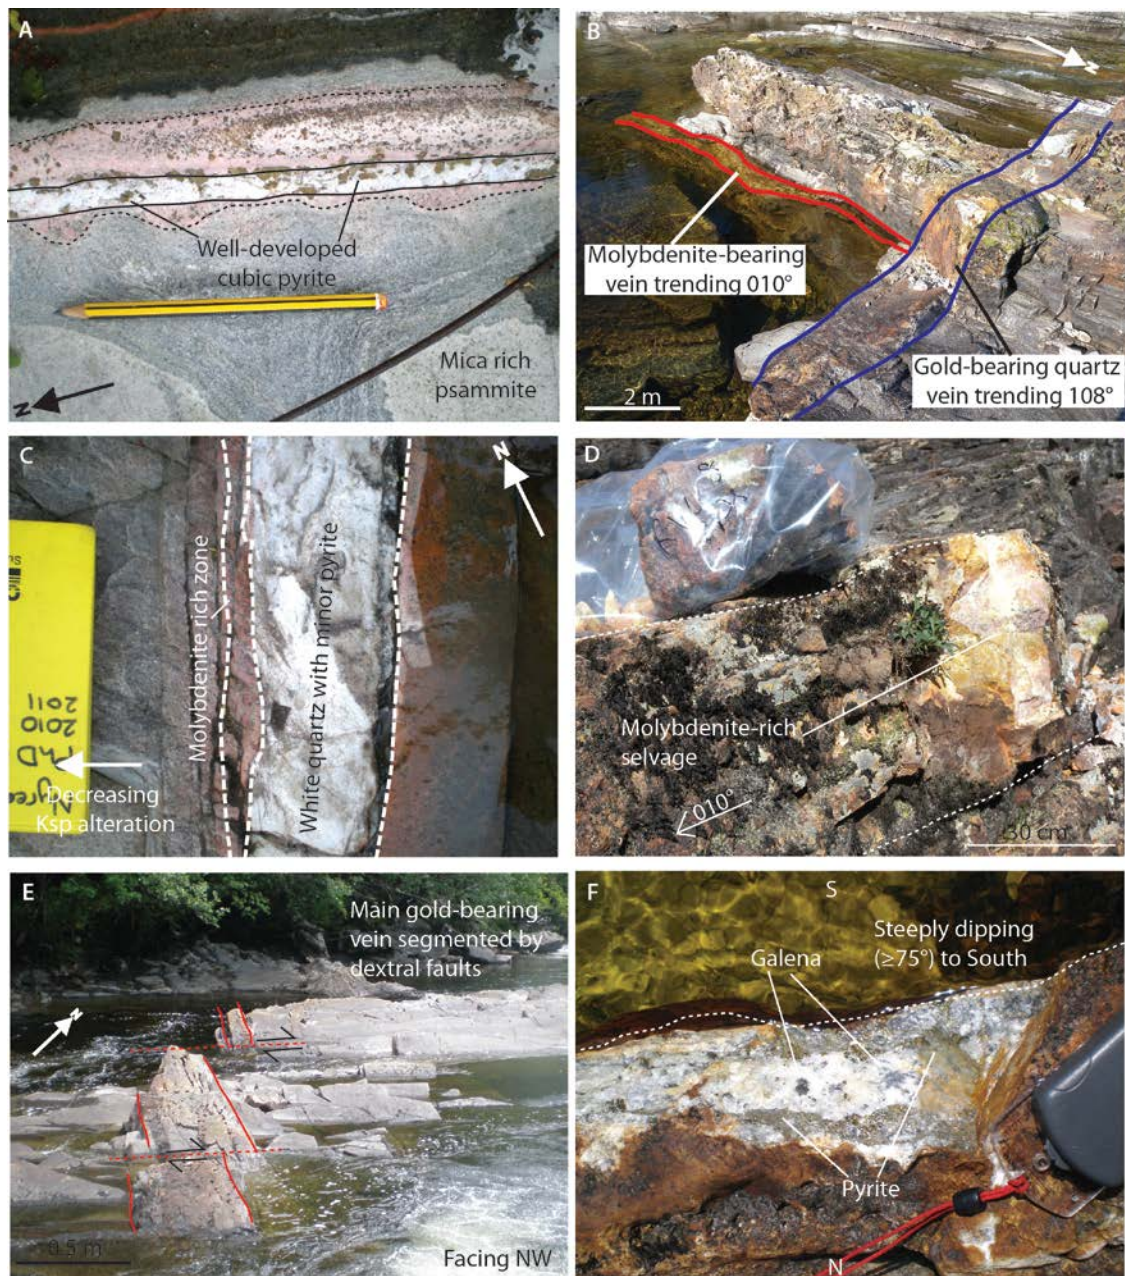 A
Well-developed
cubic pyrite
Mica rich
psammite
N
B
N
Molybdenite-bearing
vein trending 010°
Gold-bearing quartz
vein trending 108°
2 m
C
N
Molybdenite rich zone
White quartz with minor pyrite
2011
2010
PhD
Decreasing
Ksp alteration
D
Molybdenite-rich
selvage
010°
30 cm
E
Main gold-bearing
vein segmented by
dextral faults
N
0.5 m
Facing NW
F
S
Steeply dipping
(≥75°) to South
Galena
Pyrite
N